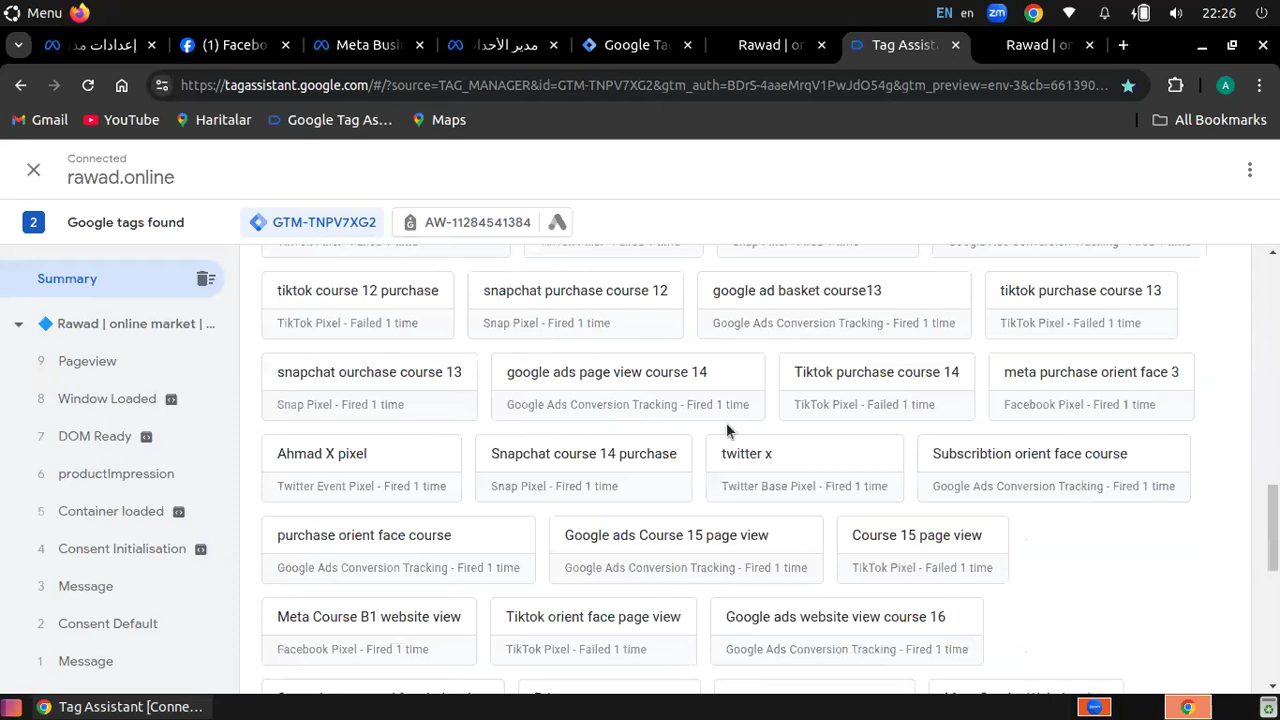 Menu
EN en zm 22:26
إعدادات مد
(1) Facebo
Meta Busi
مدير الأحدا
Google Ta
Rawad | or
Tag Assist
Rawad | or
https://tagassistant.google.com/#/?source=TAG_MANAGER&id=GTM-TNPV7XG2&gtm_auth=BDrS-4aaeMrqV1PwJdO54g&gtm_preview=env-3&cb=661390...
A
Gmail
YouTube
Haritalar
Google Tag As...
Maps
All Bookmarks
Connected
rawad.online
2 Google tags found
GTM-TNPV7XG2
AW-11284541384
Summary
Rawad | online market | ...
9 Pageview
8 Window Loaded
7 DOM Ready
6 productImpression
5 Container loaded
4 Consent Initialisation
3 Message
2 Consent Default
1 Message
tiktok course 12 purchase
TikTok Pixel - Failed 1 time
snapchat purchase course 12
Snap Pixel - Fired 1 time
google ad basket course13
Google Ads Conversion Tracking - Fired 1 time
tiktok purchase course 13
TikTok Pixel - Failed 1 time
snapchat ourchase course 13
Snap Pixel - Fired 1 time
google ads page view course 14
Google Ads Conversion Tracking - Fired 1 time
Tiktok purchase course 14
TikTok Pixel - Failed 1 time
meta purchase orient face 3
Facebook Pixel - Fired 1 time
Ahmad X pixel
Twitter Event Pixel - Fired 1 time
Snapchat course 14 purchase
Snap Pixel - Fired 1 time
twitter x
Twitter Base Pixel - Fired 1 time
Subscribtion orient face course
Google Ads Conversion Tracking - Fired 1 time
purchase orient face course
Google Ads Conversion Tracking - Fired 1 time
Google ads Course 15 page view
Google Ads Conversion Tracking - Fired 1 time
Course 15 page view
TikTok Pixel - Failed 1 time
Meta Course B1 website view
Facebook Pixel - Fired 1 time
Tiktok orient face page view
TikTok Pixel - Failed 1 time
Google ads website view course 16
Google Ads Conversion Tracking - Fired 1 time
Tag Assistant [Conne...
zm